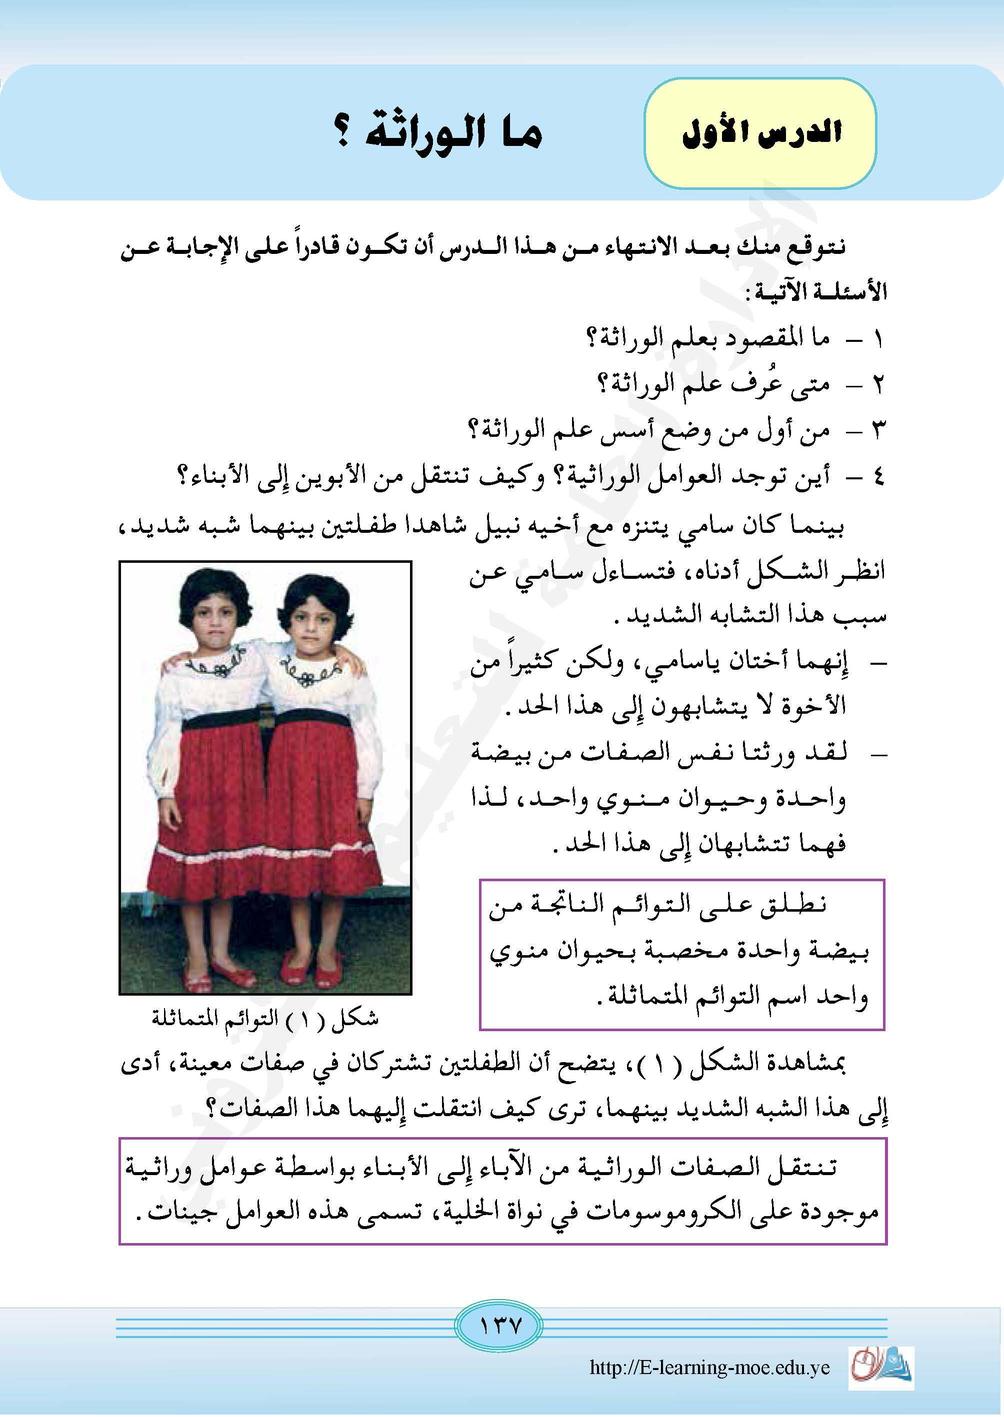 الدرس الأول
ما الوراثة ؟
نتوقع منك بعد الانتهاء من هذا الدرس أن تكون قادراً على الإجابة عن
الأسئلة الآتية:
١ – ما المقصود بعلم الوراثة؟
٢ – متى عُرف علم الوراثة؟
٣ – من أول من وضع أسس علم الوراثة؟
٤ – أين توجد العوامل الوراثية؟ وكيف تنتقل من الأبوين إلى الأبناء؟
بينما كان سامي يتنزه مع أخيه نبيل شاهدا طفلتين بينهما شبه شديد،
انظر الشكل أدناه، فتساءل سامي عن
سبب هذا التشابه الشديد .
– إنهما أختان ياسامي، ولكن كثيراً من
الأخوة لا يتشابهون إلى هذا الحد .
– لقد ورثتا نفس الصفات من بيضة
واحدة وحيوان منوي واحد، لذا
فهما تتشابهان إلى هذا الحد .
نطلق على التوائم الناتجة من
بيضة واحدة مخصبة بحيوان منوي
واحد اسم التوائم المتماثلة .
شكل ( ١ ) التوائم المتماثلة
بمشاهدة الشكل ( ١ )، يتضح أن الطفلتين تشتركان في صفات معينة، أدى
إلى هذا الشبه الشديد بينهما، ترى كيف انتقلت إليهما هذا الصفات؟
تنتقل الصفات الوراثية من الآباء إلى الأبناء بواسطة عوامل وراثية
موجودة على الكروموسومات في نواة الخلية، تسمى هذه العوامل جينات .
١٣٧
http://E-learning-moe.edu.ye
الإدارة العامة للتعليم الإلكتروني